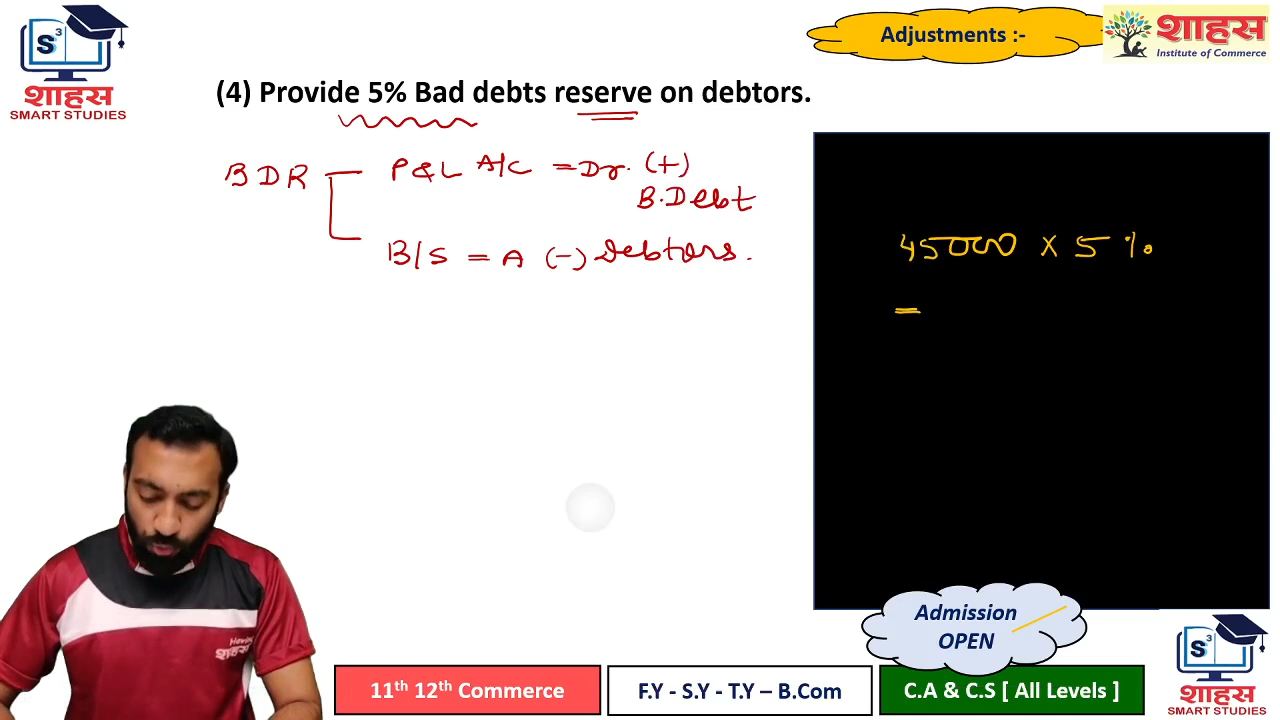 S³
शाहस
SMART STUDIES
Adjustments :-
शाहस
Institute of Commerce
(4) Provide 5% Bad debts reserve on debtors.
BDR
P&L A/C = Dr. (+)
B.Debt
B/S = A (-) Debtors.
45000 x 5 %
=
शाहस
Admission
OPEN
11th 12th Commerce
F.Y - S.Y - T.Y – B.Com
C.A & C.S [ All Levels ]
S³
शाहस
SMART STUDIES